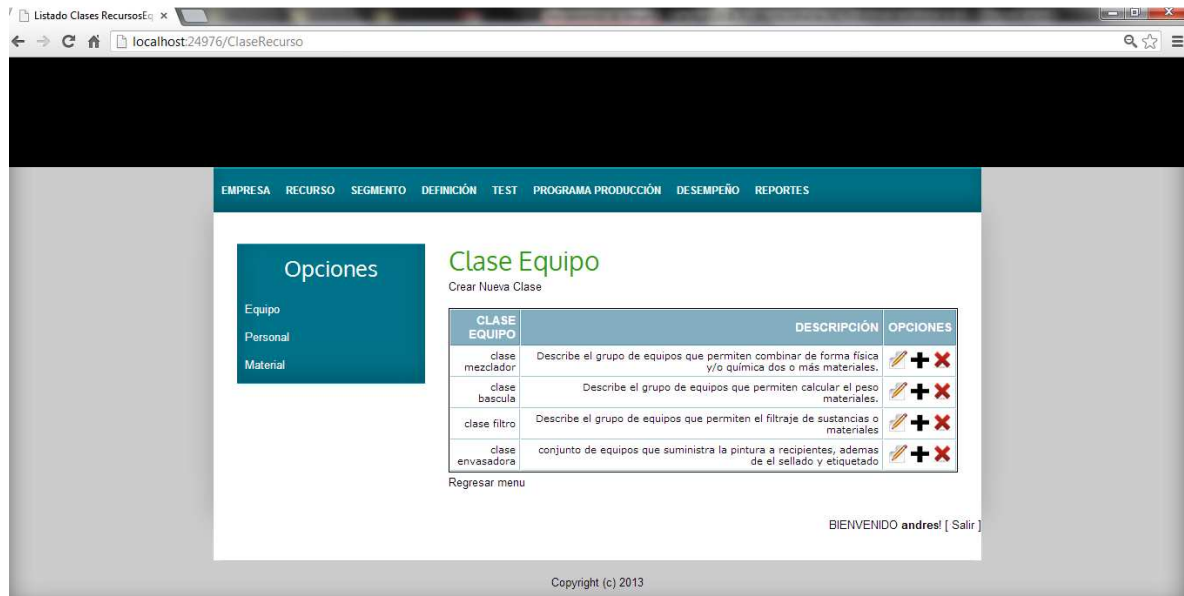 Listado Clases RecursosEq
localhost:24976/ClaseRecurso
EMPRESA RECURSO SEGMENTO DEFINICIÓN TEST PROGRAMA PRODUCCIÓN DESEMPEÑO REPORTES
Opciones
Equipo
Personal
Material
Clase Equipo
Crear Nueva Clase
CLASE
EQUIPO
DESCRIPCIÓN
OPCIONES
clase
mezclador
Describe el grupo de equipos que permiten combinar de forma física
y/o química dos o más materiales.
clase
bascula
Describe el grupo de equipos que permiten calcular el peso
materiales.
clase filtro
Describe el grupo de equipos que permiten el filtraje de sustancias o
materiales
clase
envasadora
conjunto de equipos que suministra la pintura a recipientes, ademas
de el sellado y etiquetado
Regresar menu
BIENVENIDO andres! [ Salir ]
Copyright (c) 2013